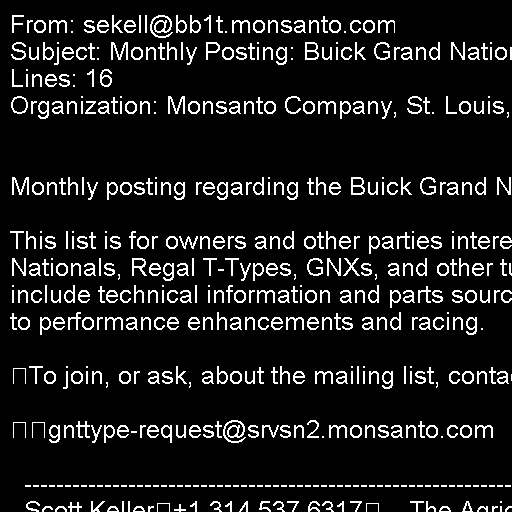 From: sekell@bb1t.monsanto.com
Subject: Monthly Posting: Buick Grand Natio
Lines: 16
Organization: Monsanto Company, St. Louis,
Monthly posting regarding the Buick Grand N
This list is for owners and other parties intere
Nationals, Regal T-Types, GNXs, and other tu
include technical information and parts sourc
to performance enhancements and racing.
To join, or ask, about the mailing list, conta
gnttype-request@srvsn2.monsanto.com
----------------------------------------------------------------
Scott Keller +1 314 537 6317 The Agric